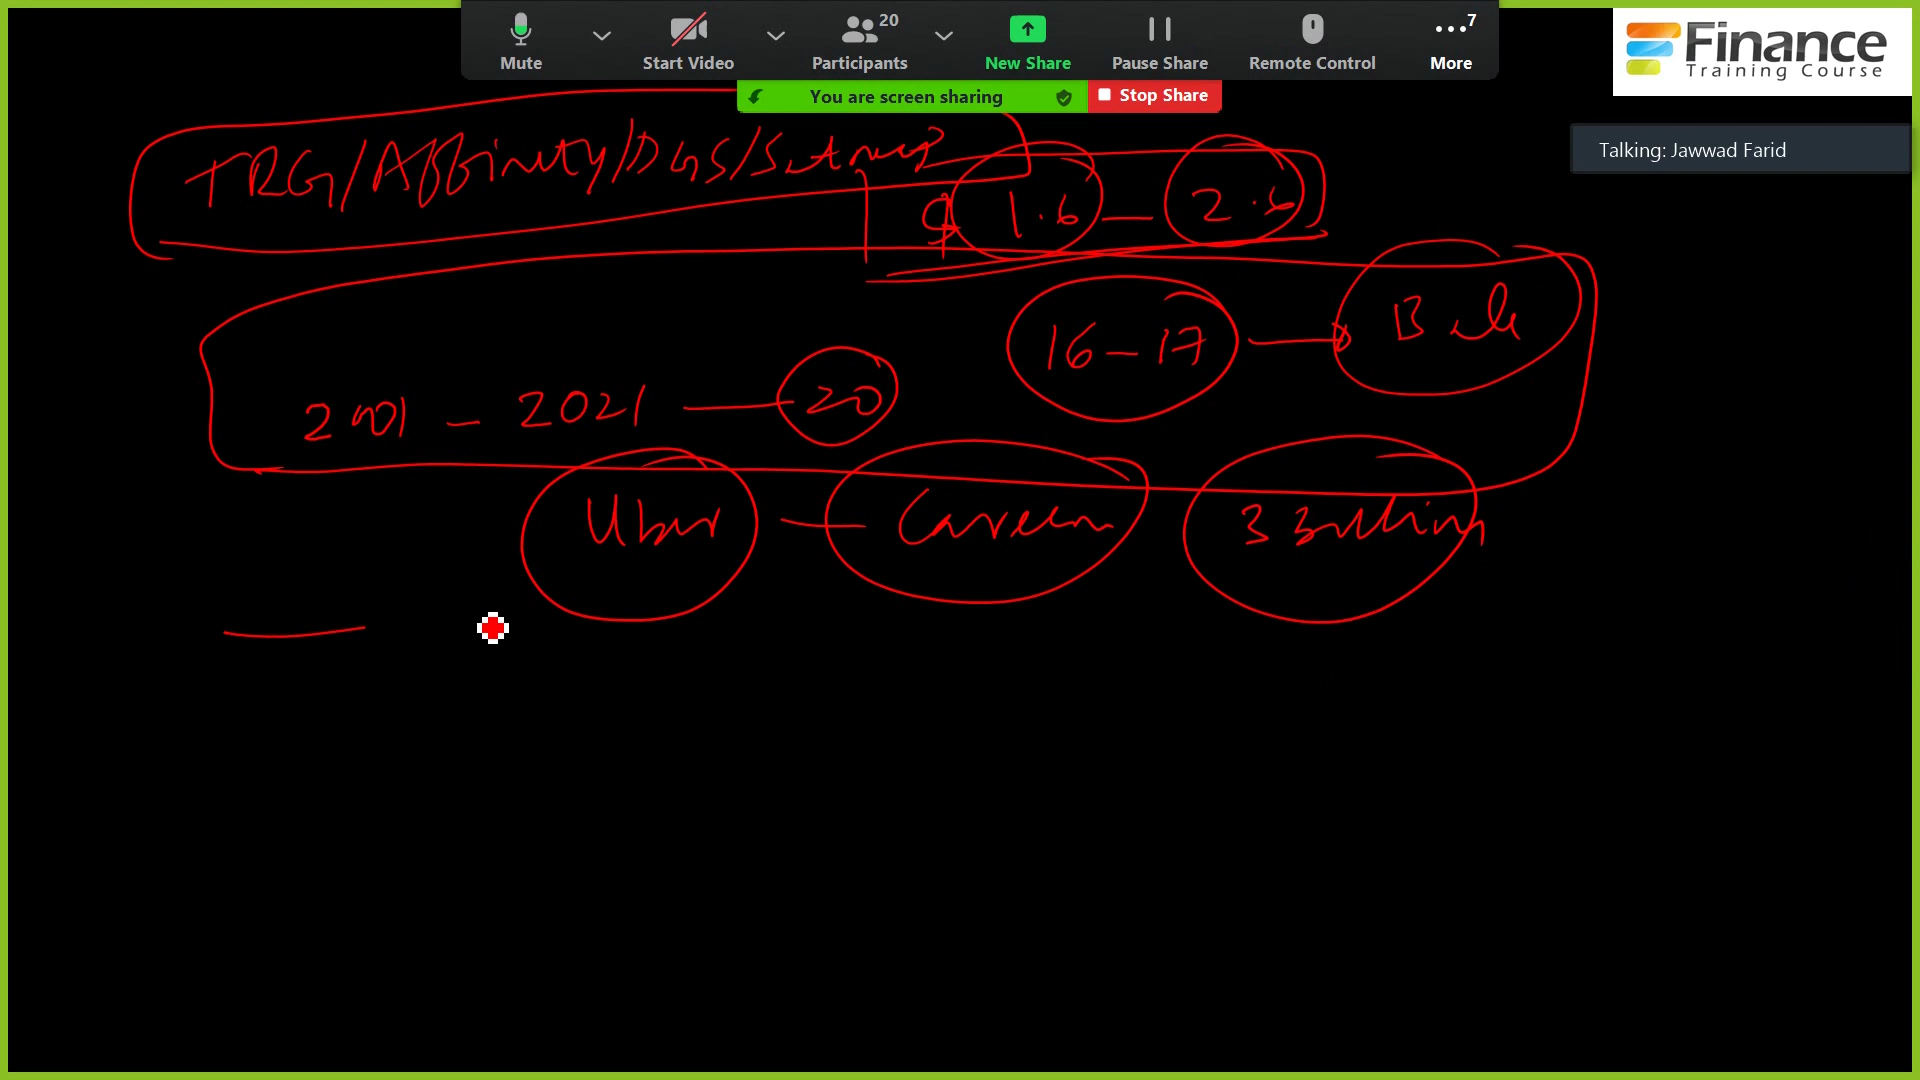 Mute
Start Video
20
Participants
New Share
Pause Share
Remote Control
7
More
Finance
Training Course
You are screen sharing
Stop Share
Talking: Jawwad Farid
TRG/Affinity/DGS/
$ 1.6 — 2.6
16 - 17
2001 - 2021 — 20
Uber — Careem 3 Billion